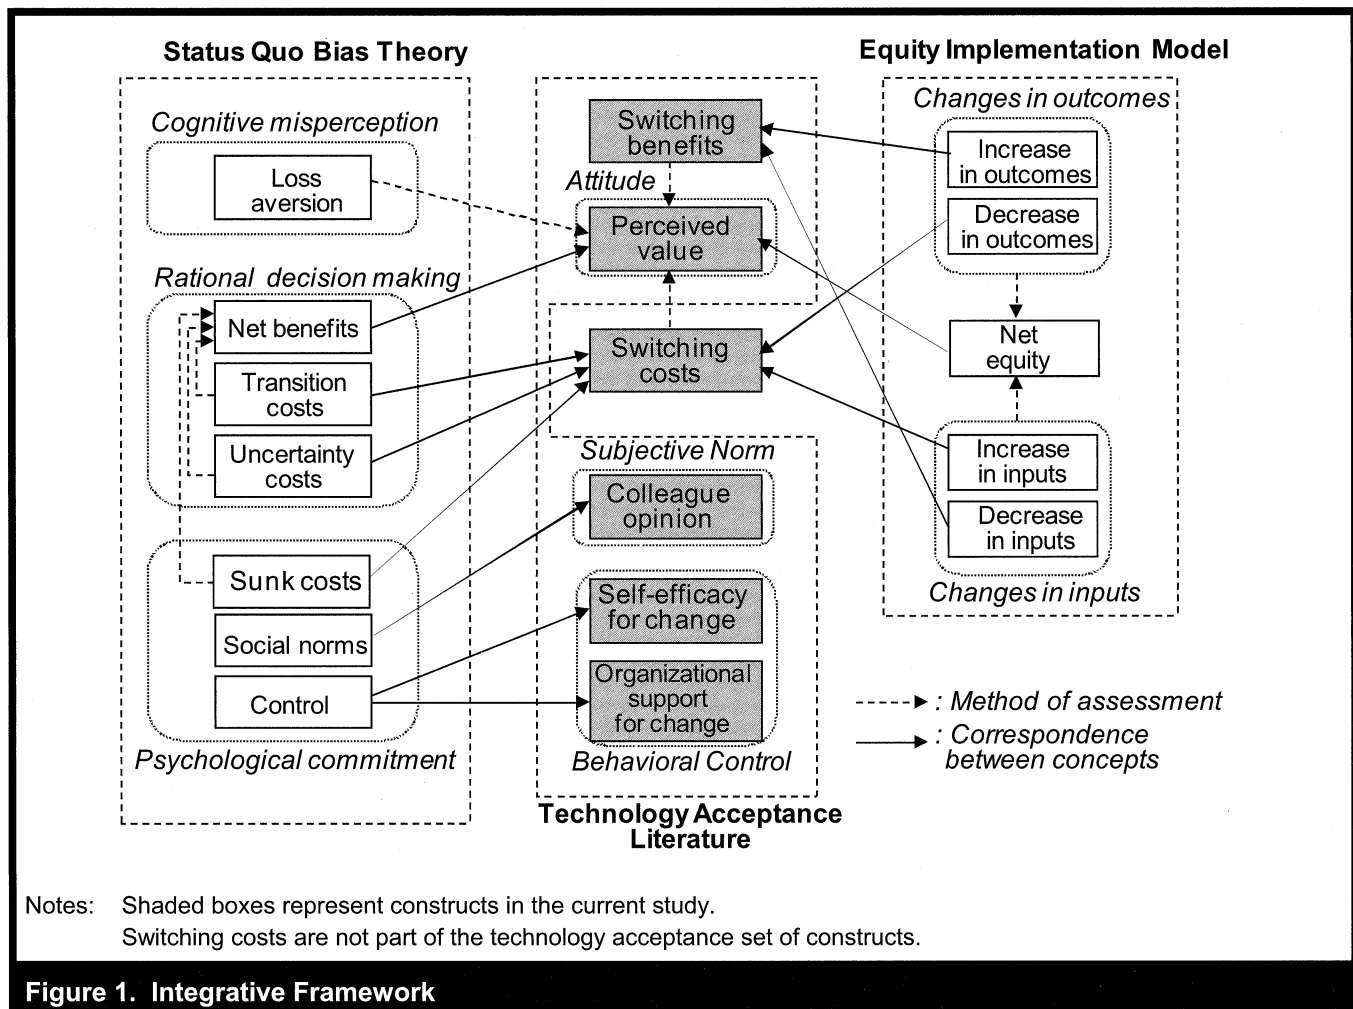 Status Quo Bias Theory
Cognitive misperception
Loss
aversion
Rational decision making
Net benefits
Transition
costs
Uncertainty
costs
Sunk costs
Social norms
Control
Psychological commitment
Switching
benefits
Attitude
Perceived
value
Switching
costs
Subjective Norm
Colleague
opinion
Self-efficacy
for change
Organizational
support
for change
Behavioral Control
Technology Acceptance
Literature
Equity Implementation Model
Changes in outcomes
Increase
in outcomes
Decrease
in outcomes
Net
equity
Increase
in inputs
Decrease
in inputs
Changes in inputs
: Method of assessment
: Correspondence
between concepts
Notes: Shaded boxes represent constructs in the current study.
Switching costs are not part of the technology acceptance set of constructs.
Figure 1. Integrative Framework